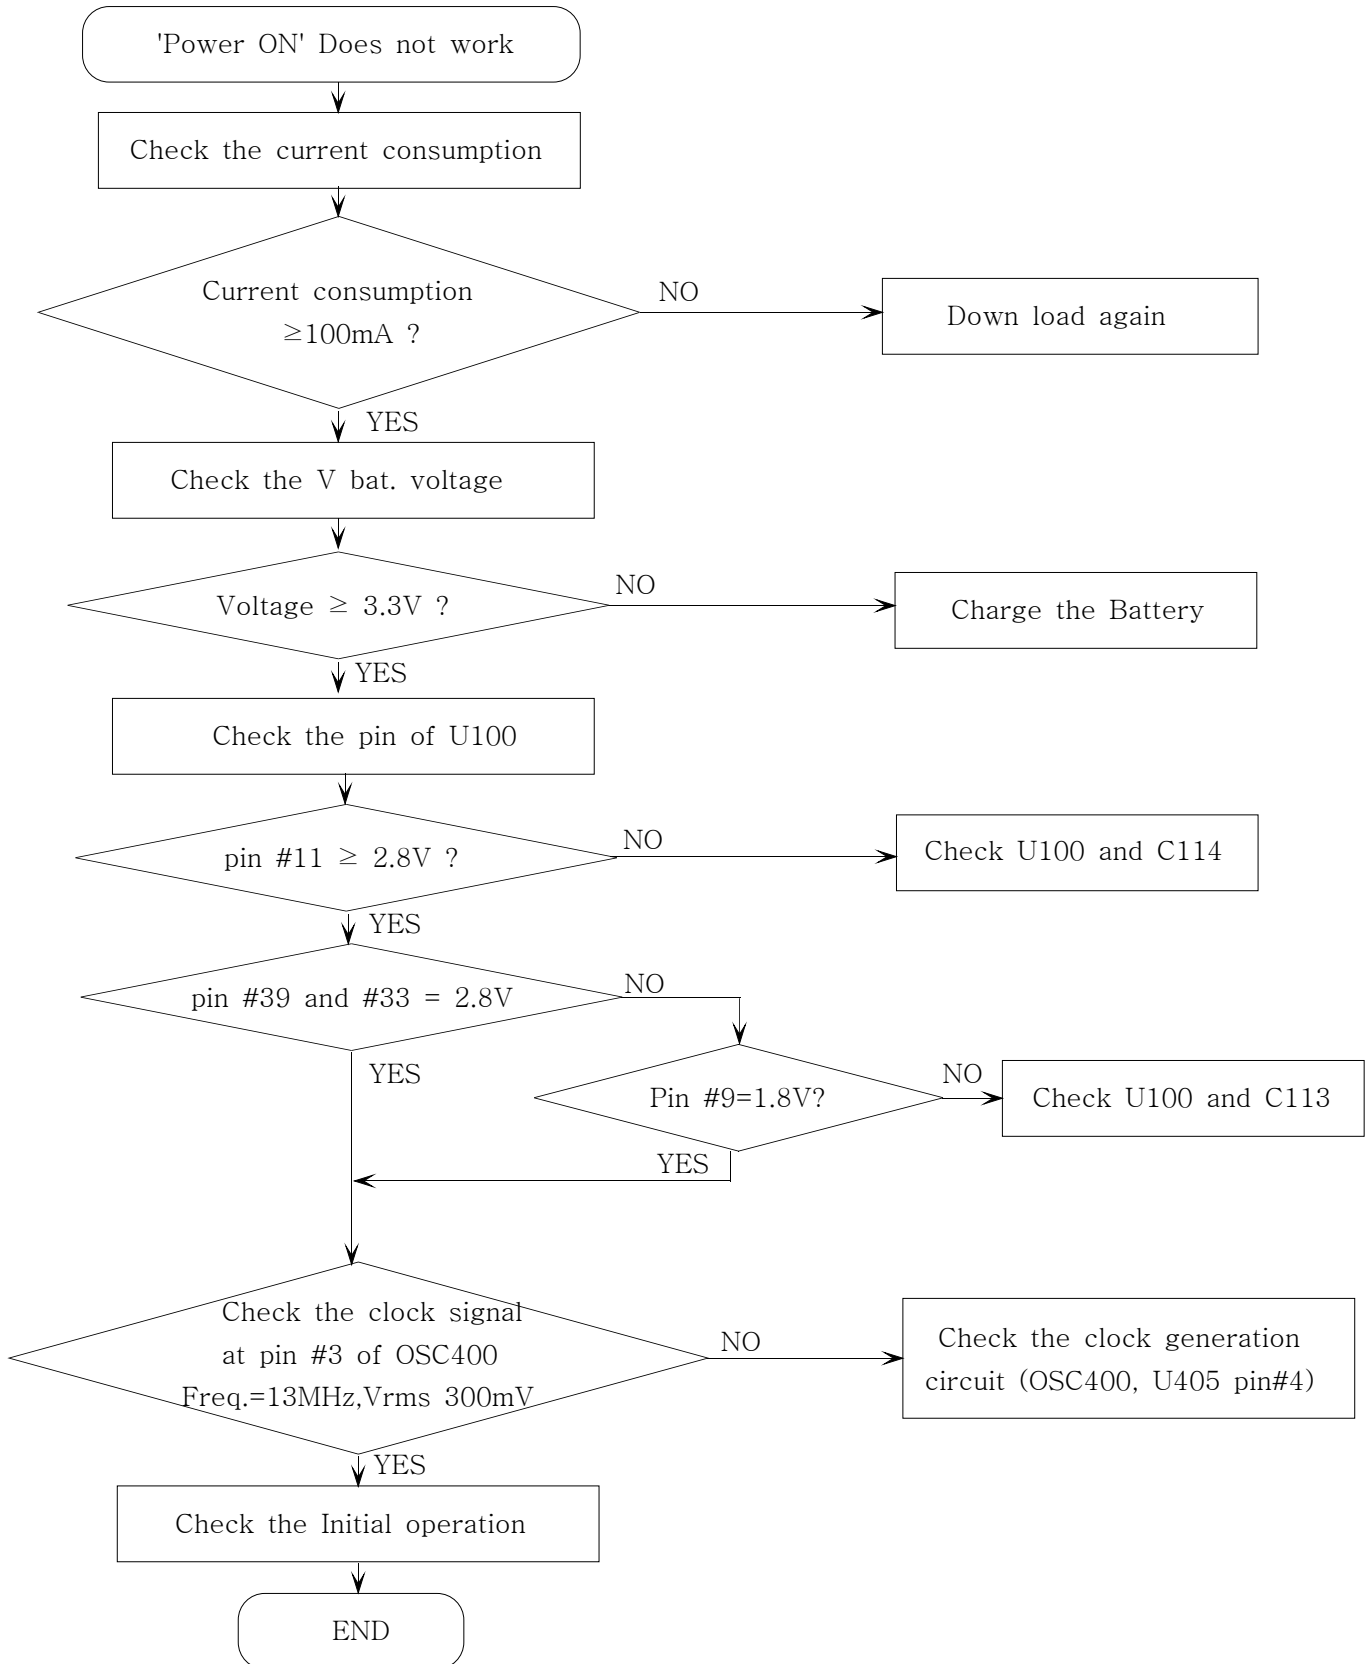 'Power ON' Does not work
Check the current consumption
Current consumption
≥100mA ?
NO
Down load again
YES
Check the V bat. voltage
Voltage ≥ 3.3V ?
NO
Charge the Battery
YES
Check the pin of U100
pin #11 ≥ 2.8V ?
NO
Check U100 and C114
YES
pin #39 and #33 = 2.8V
NO
YES
Pin #9=1.8V?
NO
Check U100 and C113
YES
Check the clock signal
at pin #3 of OSC400
Freq.=13MHz,Vrms 300mV
NO
Check the clock generation
circuit (OSC400, U405 pin#4)
YES
Check the Initial operation
END